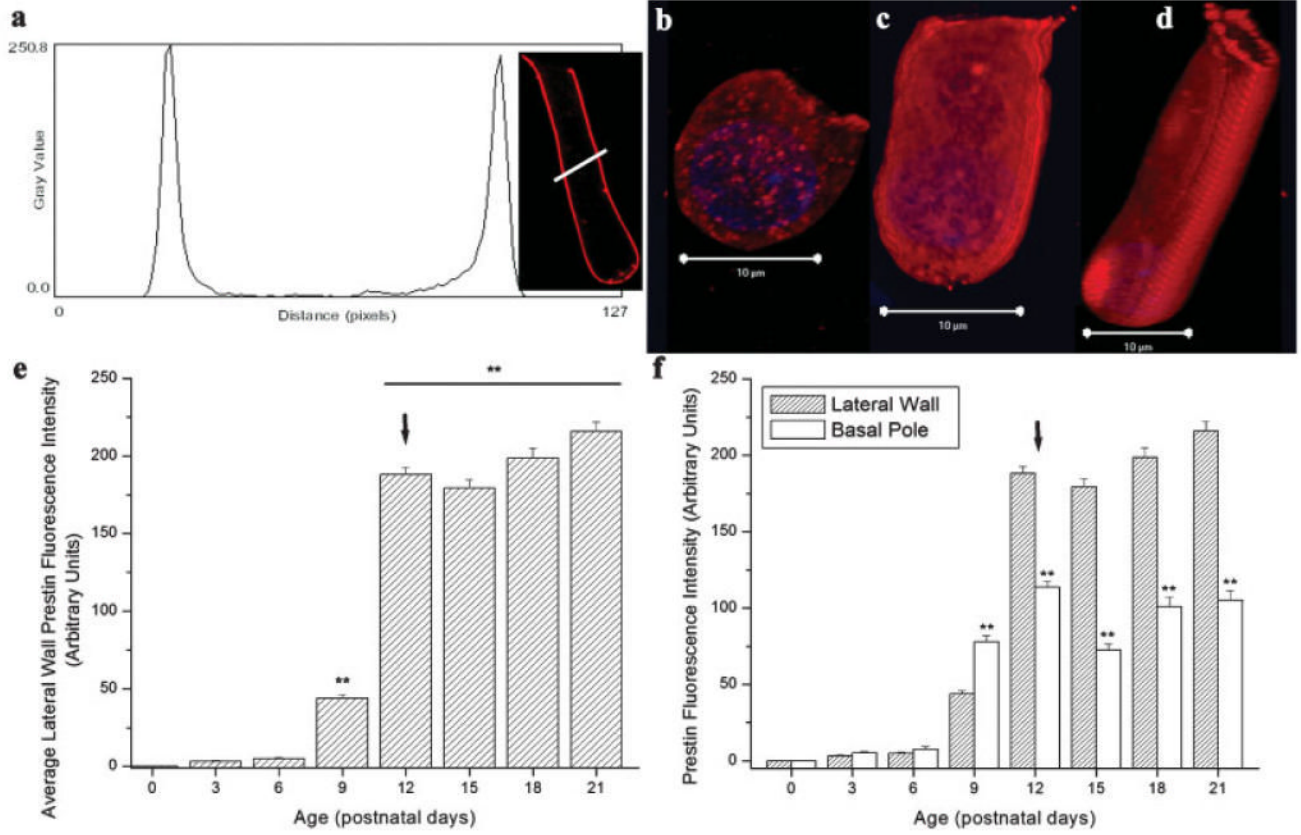 a
250.8
Gray Value
0.0
0
Distance (pixels)
127
b
10 µm
c
10 µm
d
10 µm
e
Average Lateral Wall Prestin Fluorescence Intensity
(Arbitrary Units)
250
200
150
100
50
0
**
**
0 3 6 9 12 15 18 21
Age (postnatal days)
f
Prestin Fluorescence Intensity (Arbitrary Units)
250
200
150
100
50
0
Lateral Wall
Basal Pole
**
**
**
**
**
0 3 6 9 12 15 18 21
Age (postnatal days)